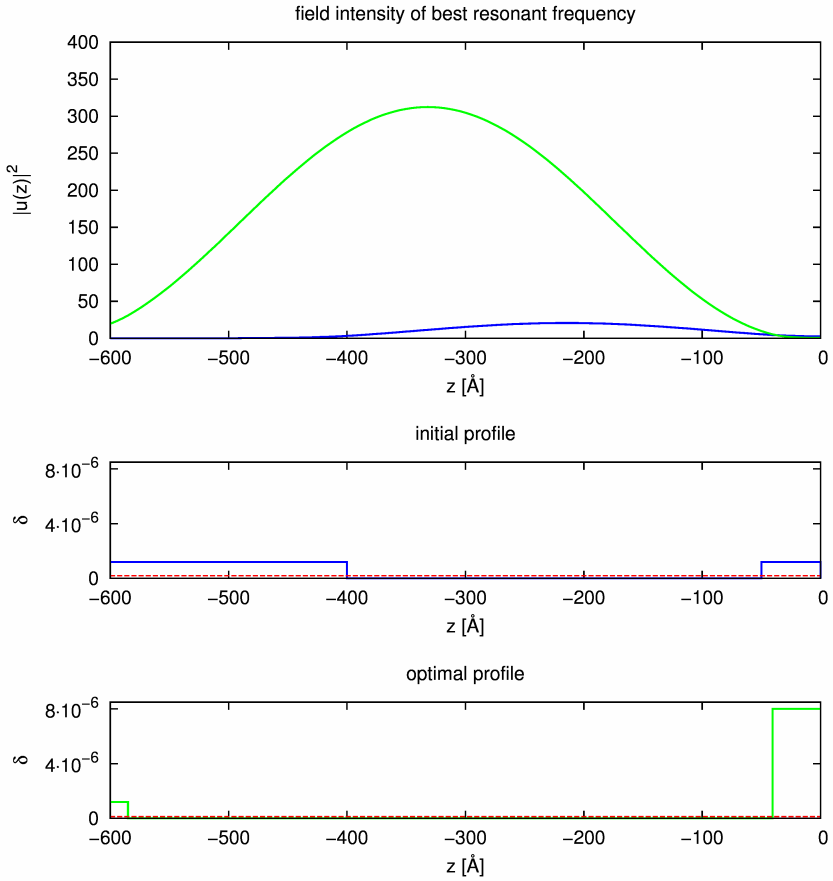 field intensity of best resonant frequency
400
350
300
250
200
150
100
50
0
|u(z)|²
−600 −500 −400 −300 −200 −100 0
z [Å]
initial profile
8·10⁻⁶
4·10⁻⁶
0
δ
−600 −500 −400 −300 −200 −100 0
z [Å]
optimal profile
8·10⁻⁶
4·10⁻⁶
0
δ
−600 −500 −400 −300 −200 −100 0
z [Å]